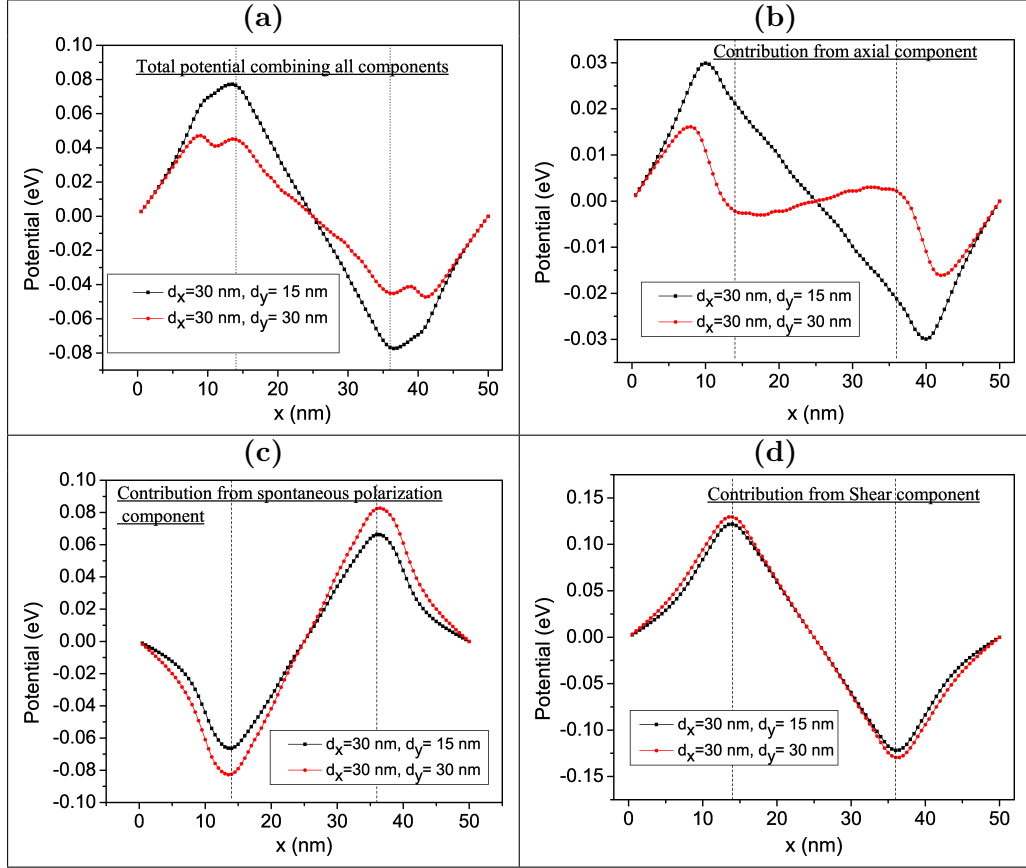 (a)
Total potential combining all components
0.10
0.08
0.06
0.04
0.02
0.00
-0.02
-0.04
-0.06
-0.08
Potential (eV)
dx=30 nm, dy= 15 nm
dx=30 nm, dy= 30 nm
0 10 20 30 40 50
x (nm)
(b)
Contribution from axial component
0.03
0.02
0.01
0.00
-0.01
-0.02
-0.03
Potential (eV)
dx=30 nm, dy= 15 nm
dx=30 nm, dy= 30 nm
0 10 20 30 40 50
x (nm)
(c)
Contribution from spontaneous polarization
component
0.10
0.08
0.06
0.04
0.02
0.00
-0.02
-0.04
-0.06
-0.08
-0.10
Potential (eV)
dx=30 nm, dy= 15 nm
dx=30 nm, dy= 30 nm
0 10 20 30 40 50
x (nm)
(d)
Contribution from Shear component
0.15
0.10
0.05
0.00
-0.05
-0.10
-0.15
Potential (eV)
dx=30 nm, dy= 15 nm
dx=30 nm, dy= 30 nm
0 10 20 30 40 50
x (nm)